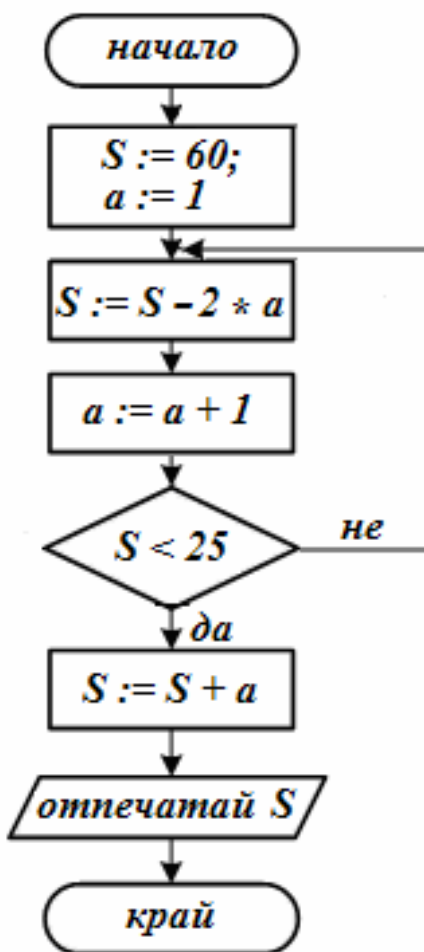 начало
S := 60;
a := 1
S := S – 2 * a
a := a + 1
S < 25
не
да
S := S + a
отпечатай S
край